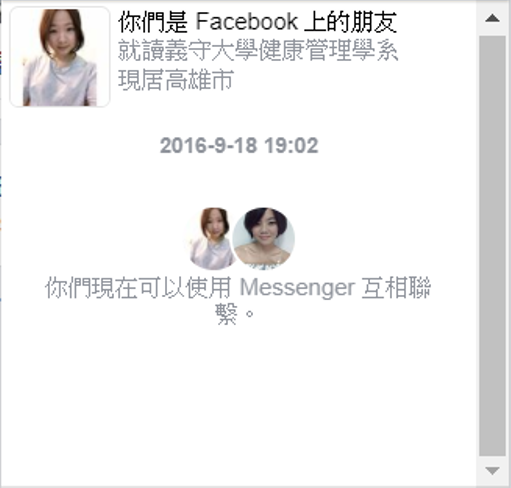 你們是 Facebook 上的朋友
就讀義守大學健康管理學系
現居高雄市
2016-9-18 19:02
你們現在可以使用 Messenger 互相聯
繫。